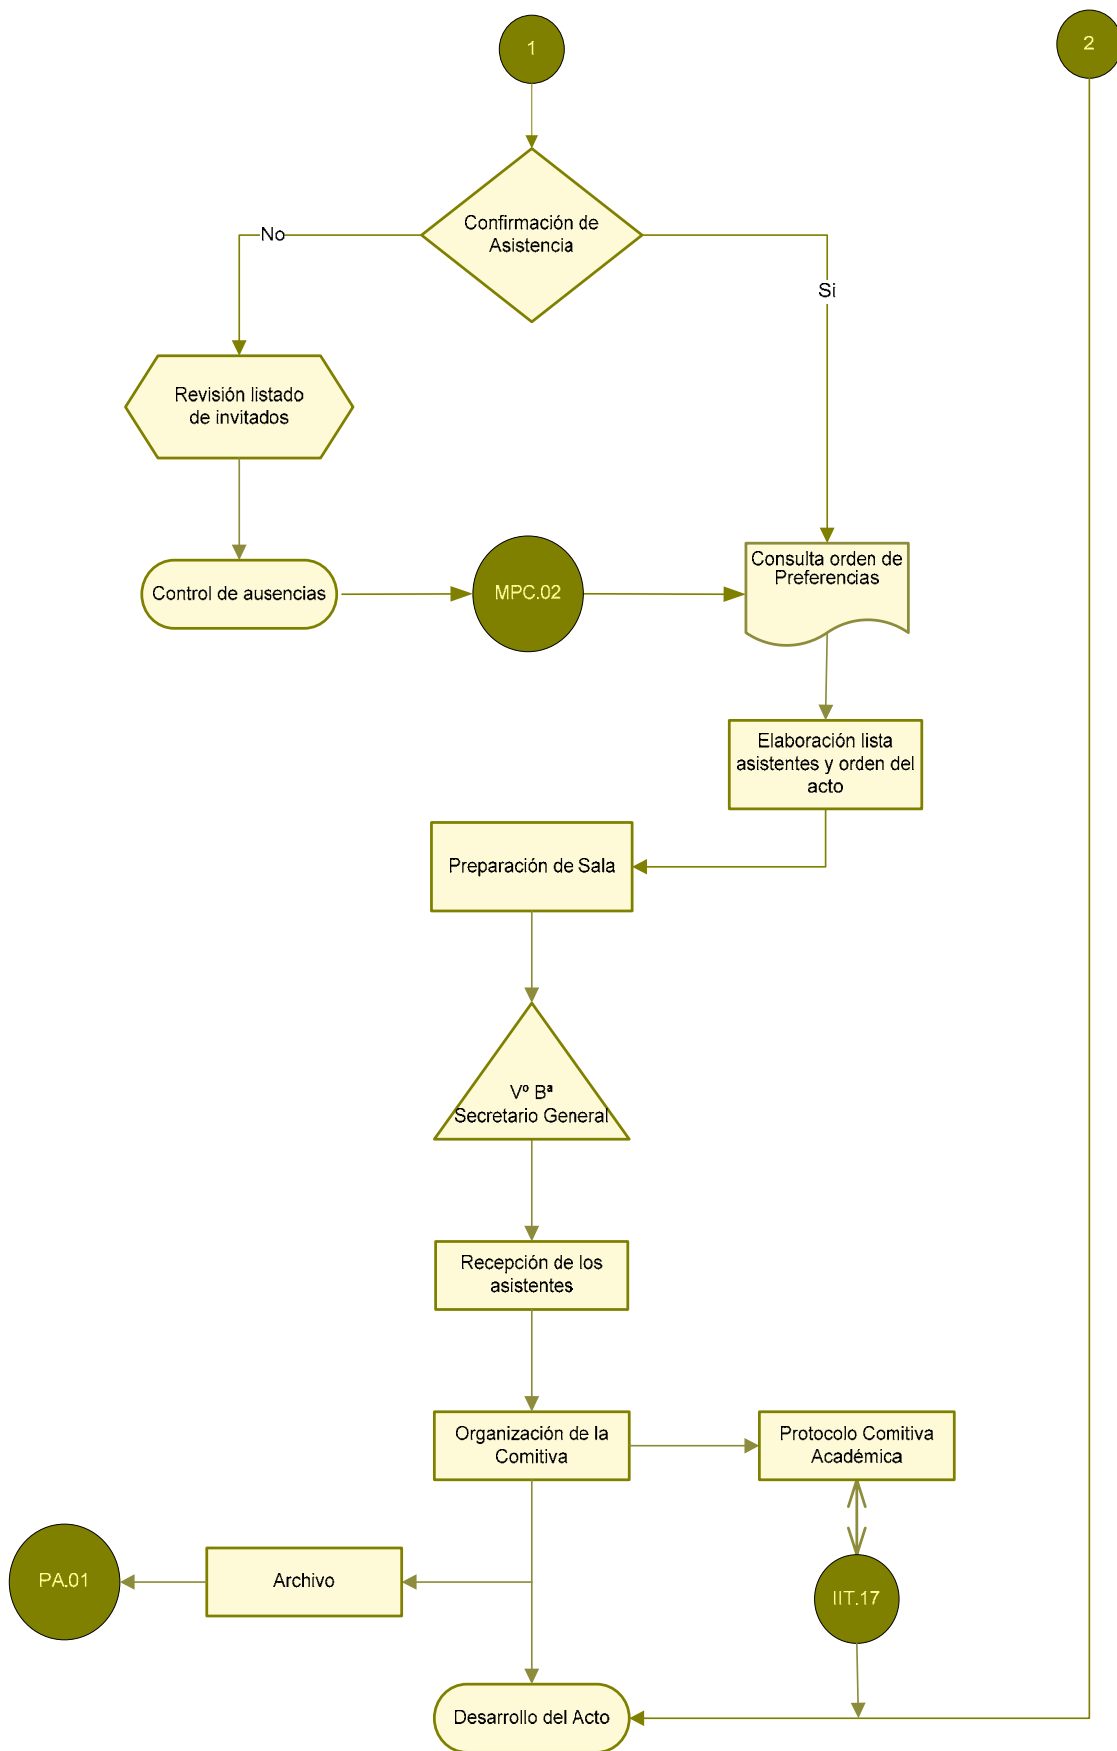 1
2
Confirmación de
Asistencia
No
Si
Revisión listado
de invitados
Control de ausencias
MPC.02
Consulta orden de
Preferencias
Elaboración lista
asistentes y orden del
acto
Preparación de Sala
Vº Bª
Secretario General
Recepción de los
asistentes
Organización de la
Comitiva
Protocolo Comitiva
Académica
PA.01
Archivo
IIT.17
Desarrollo del Acto